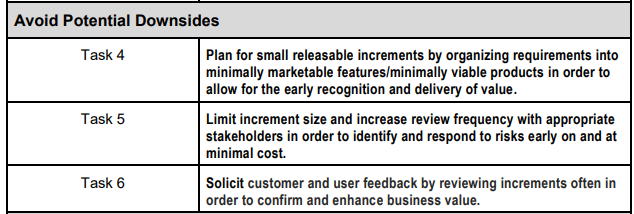 Avoid Potential Downsides
Task 4
Plan for small releasable increments by organizing requirements into
minimally marketable features/minimally viable products in order to
allow for the early recognition and delivery of value.
Task 5
Limit increment size and increase review frequency with appropriate
stakeholders in order to identify and respond to risks early on and at
minimal cost.
Task 6
Solicit customer and user feedback by reviewing increments often in
order to confirm and enhance business value.